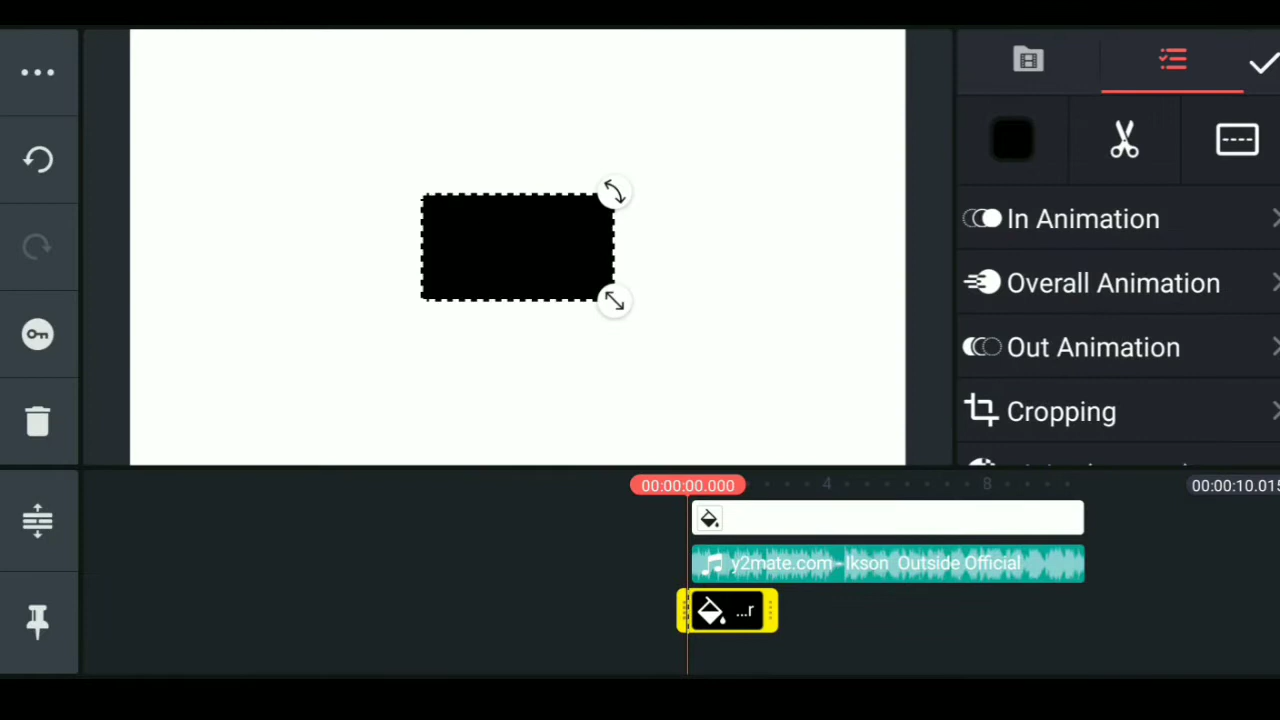 In Animation
Overall Animation
Out Animation
Cropping
00:00:00.000
4
8
00:00:10.015
y2mate.com - Ikson Outside Official
...r